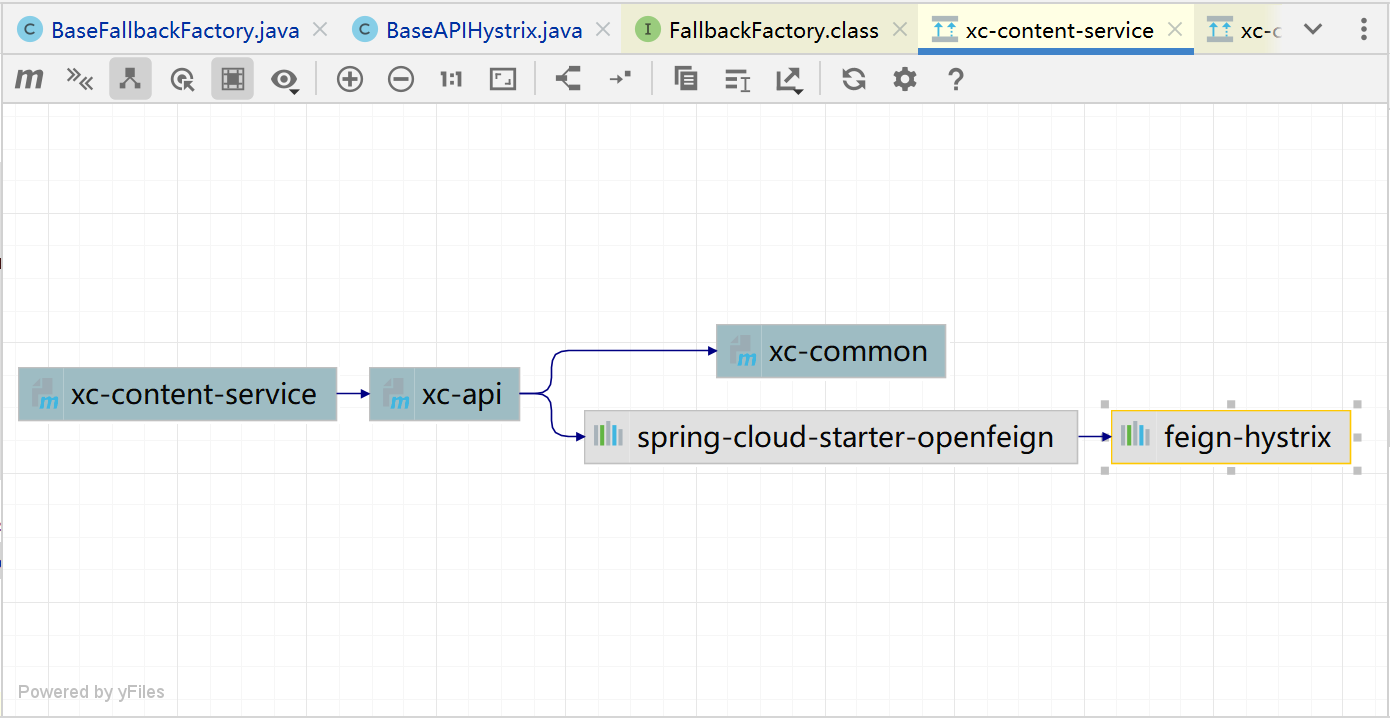 C BaseFallbackFactory.java C BaseAPIHystrix.java I FallbackFactory.class xc-content-service xc-c
m 1:1 ?
xc-common
m xc-content-service m xc-api
spring-cloud-starter-openfeign feign-hystrix
Powered by yFiles